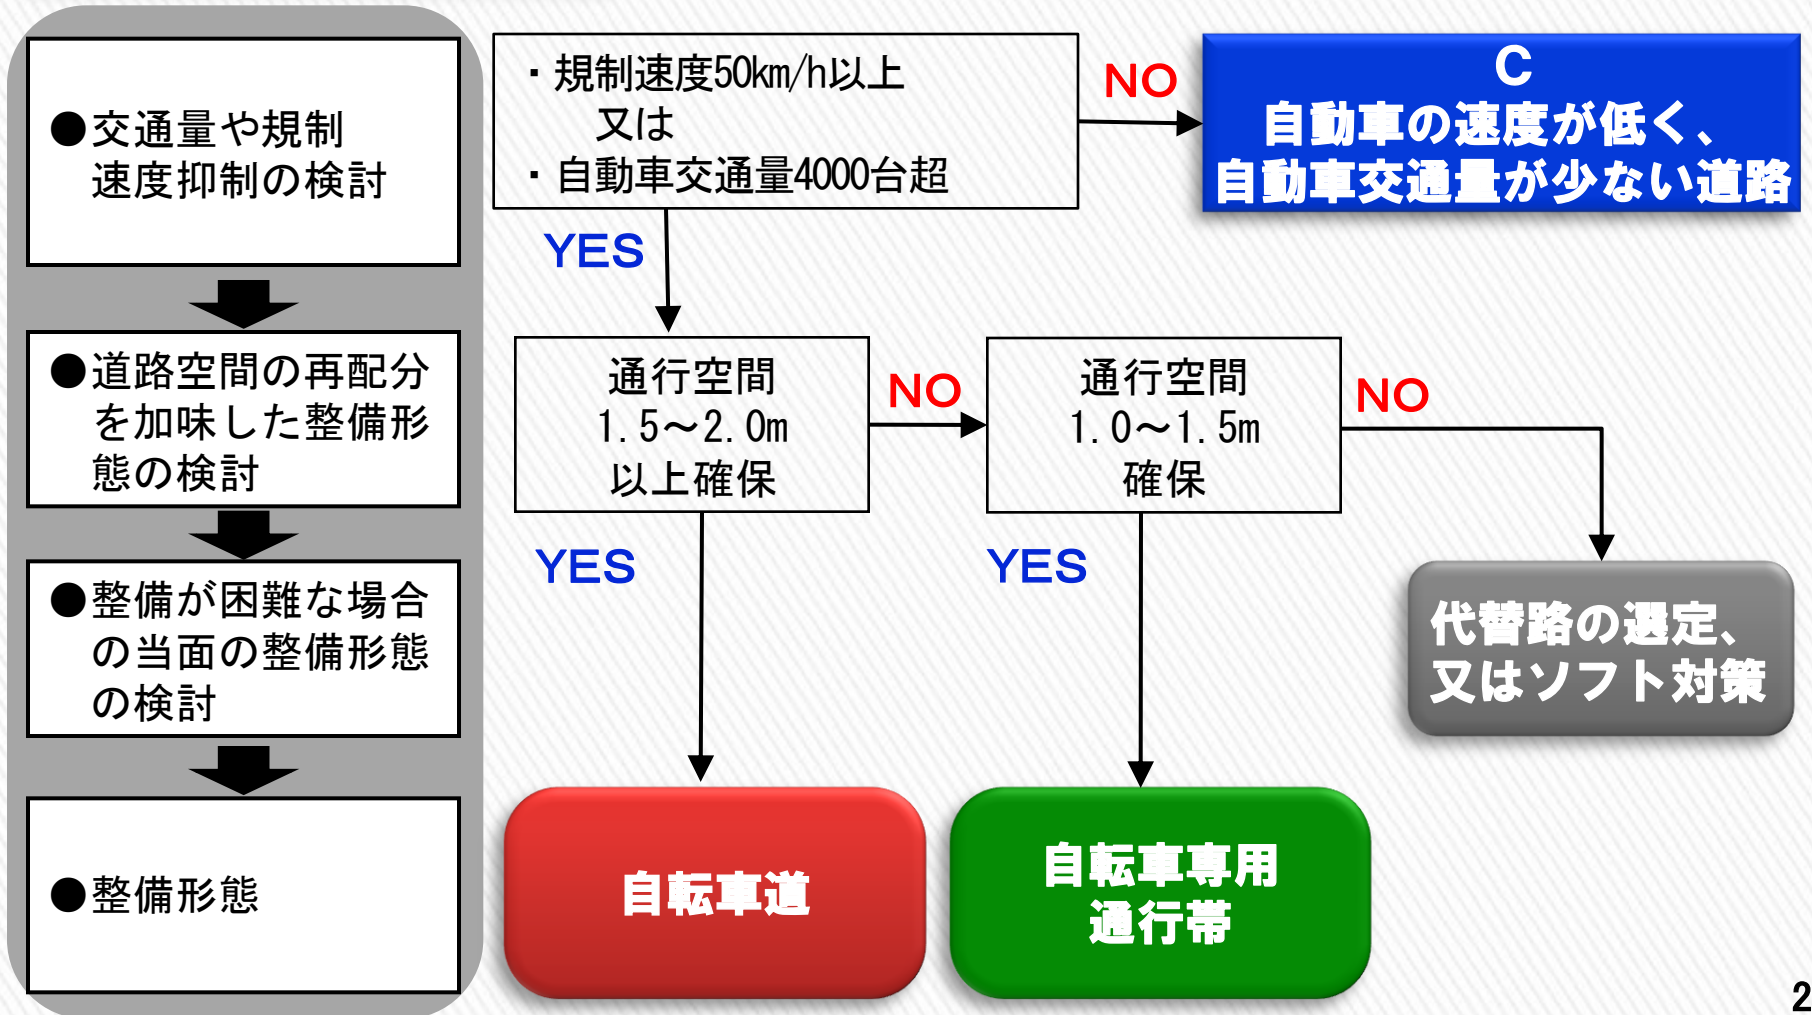 ●交通量や規制
速度抑制の検討
●道路空間の再配分
を加味した整備形
態の検討
●整備が困難な場合
の当面の整備形態
の検討
●整備形態
・規制速度50km/h以上
又は
・自動車交通量4000台超
NO
C
自動車の速度が低く、
自動車交通量が少ない道路
YES
通行空間
1.5～2.0m
以上確保
NO
通行空間
1.0～1.5m
確保
NO
YES
YES
代替路の選定、
又はソフト対策
自転車道
自転車専用
通行帯
2